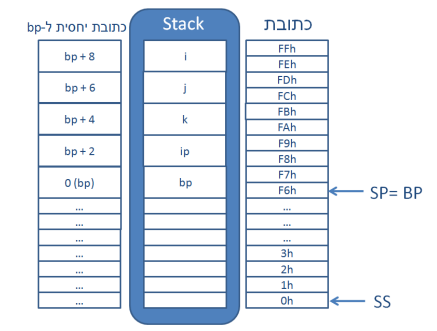 כתובת יחסית ל-bp Stack כתובת
bp + 8 i FFh
FEh
bp + 6 j FDh
FCh
bp + 4 k FBh
FAh
bp + 2 ip F9h
F8h
0 (bp) bp F7h
F6h SP= BP
... ...
... ...
... ...
... 3h
... 2h
... 1h
... 0h SS